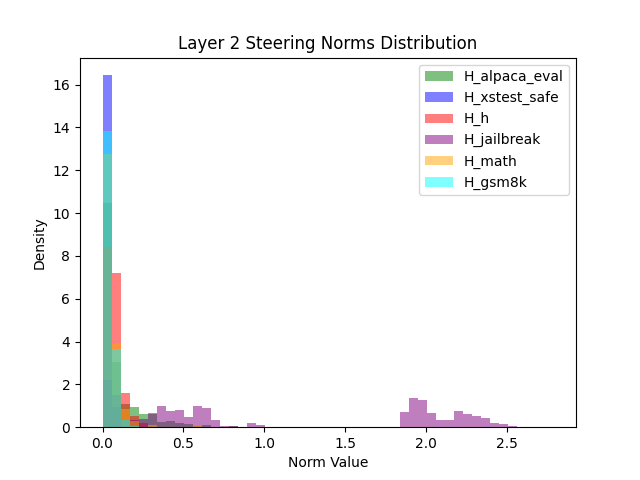 Layer 2 Steering Norms Distribution
H_alpaca_eval
H_xstest_safe
H_h
H_jailbreak
H_math
H_gsm8k
16
14
12
10
8
6
4
2
0
Density
0.0 0.5 1.0 1.5 2.0 2.5
Norm Value